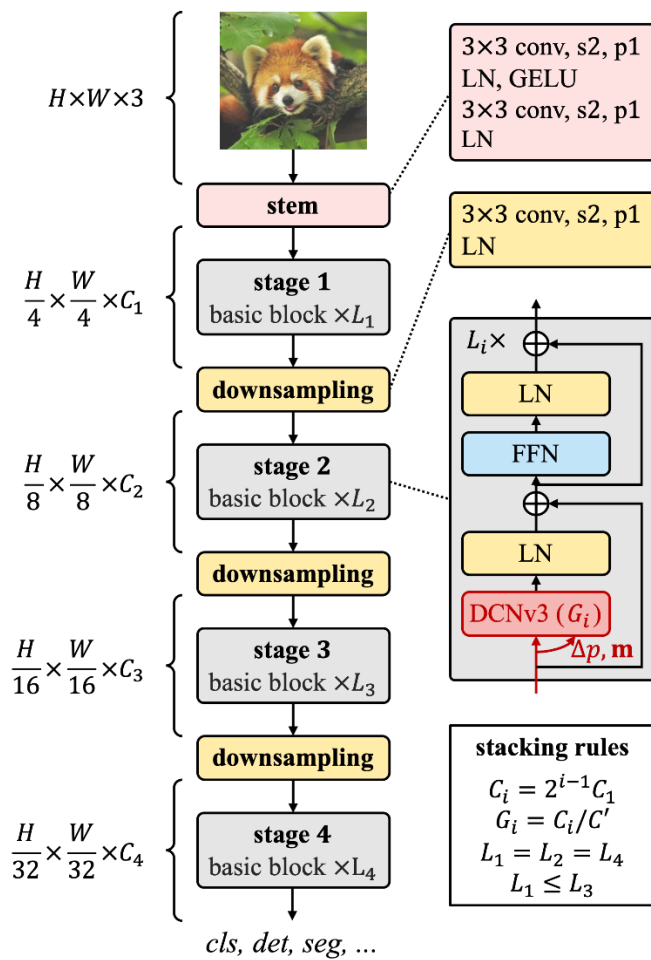 H×W×3
stem
3×3 conv, s2, p1
LN, GELU
3×3 conv, s2, p1
LN
3×3 conv, s2, p1
LN
H/4 × W/4 ×C₁
stage 1
basic block ×L₁
downsampling
H/8 × W/8 ×C₂
stage 2
basic block ×L₂
downsampling
H/16 × W/16 ×C₃
stage 3
basic block ×L₃
downsampling
H/32 × W/32 ×C₄
stage 4
basic block ×L₄
cls, det, seg, ...
Lᵢ×
LN
FFN
LN
DCNv3 (Gᵢ)
Δp, m
stacking rules
Cᵢ = 2ⁱ⁻¹C₁
Gᵢ = Cᵢ/C′
L₁ = L₂ = L₄
L₁ ≤ L₃